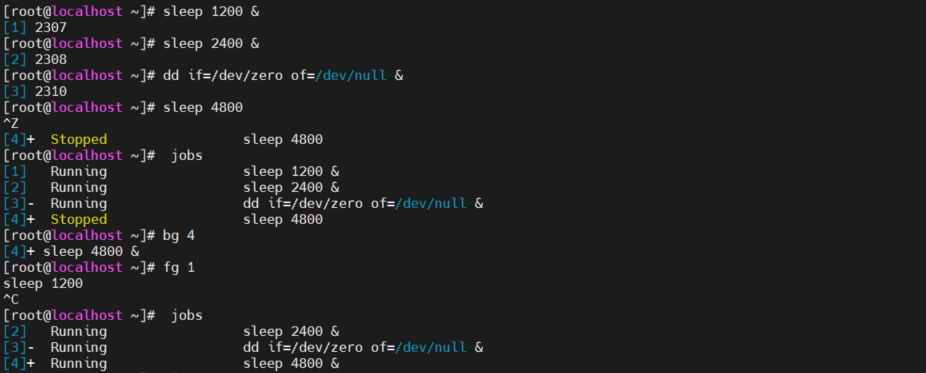 [root@localhost ~]# sleep 1200 &
[1] 2307
[root@localhost ~]# sleep 2400 &
[2] 2308
[root@localhost ~]# dd if=/dev/zero of=/dev/null &
[3] 2310
[root@localhost ~]# sleep 4800
^Z
[4]+  Stopped                 sleep 4800
[root@localhost ~]#  jobs
[1]   Running                 sleep 1200 &
[2]   Running                 sleep 2400 &
[3]-  Running                 dd if=/dev/zero of=/dev/null &
[4]+  Stopped                 sleep 4800
[root@localhost ~]# bg 4
[4]+ sleep 4800 &
[root@localhost ~]# fg 1
sleep 1200
^C
[root@localhost ~]#  jobs
[2]   Running                 sleep 2400 &
[3]-  Running                 dd if=/dev/zero of=/dev/null &
[4]+  Running                 sleep 4800 &